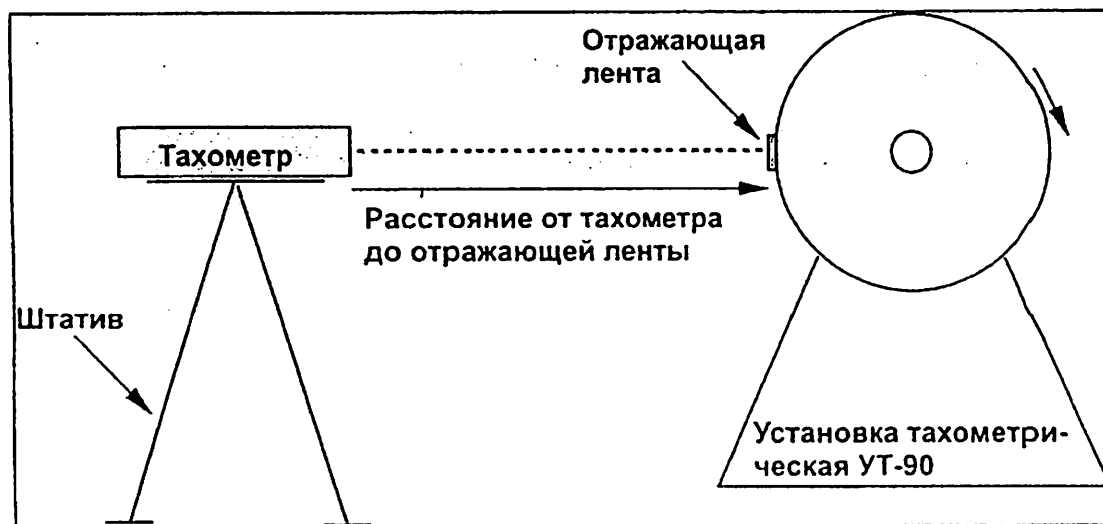 Отражающая
лента
Тахометр
Расстояние от тахометра
до отражающей ленты
Штатив
Установка тахометри-
ческая УТ-90